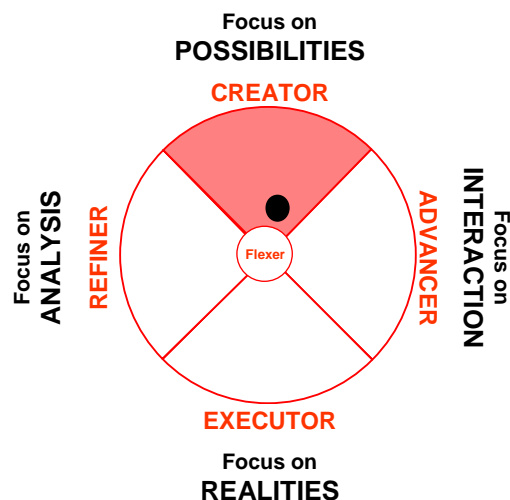 Focus on
POSSIBILITIES
CREATOR
Focus on
ANALYSIS
REFINER
Flexer
ADVANCER
Focus on
INTERACTION
EXECUTOR
Focus on
REALITIES